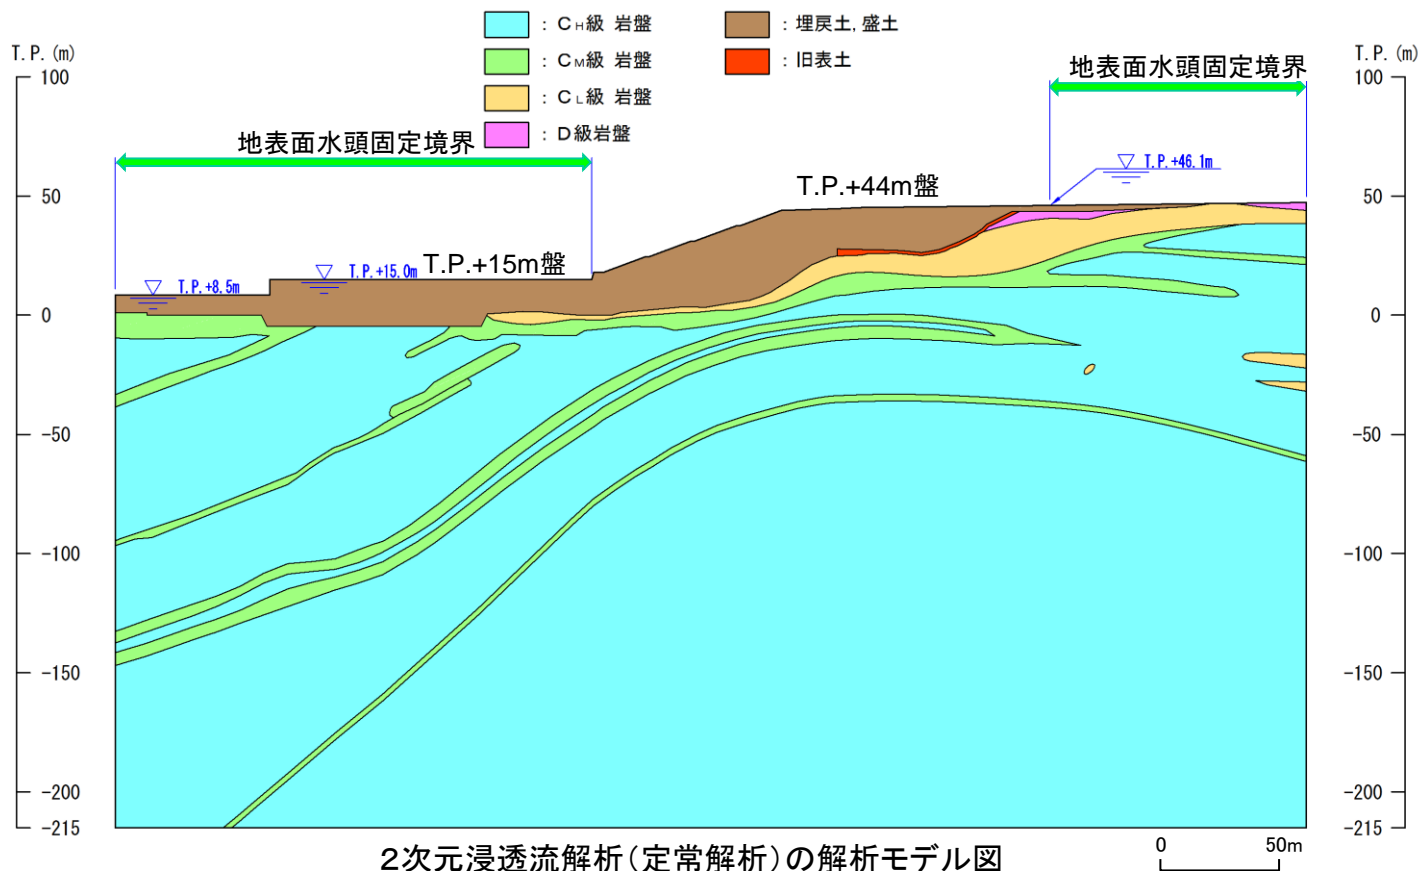 : CH級 岩盤
: 埋戻土, 盛土
: CM級 岩盤
: 旧表土
: CL級 岩盤
: D級岩盤
T.P.(m)
T.P.(m)
地表面水頭固定境界
地表面水頭固定境界
100
50
0
-50
-100
-150
-200
-215
100
50
0
-50
-100
-150
-200
-215
T.P.+46.1m
T.P.+44m盤
T.P.+15m盤
T.P.+15.0m
T.P.+8.5m
2次元浸透流解析(定常解析)の解析モデル図
0 50m